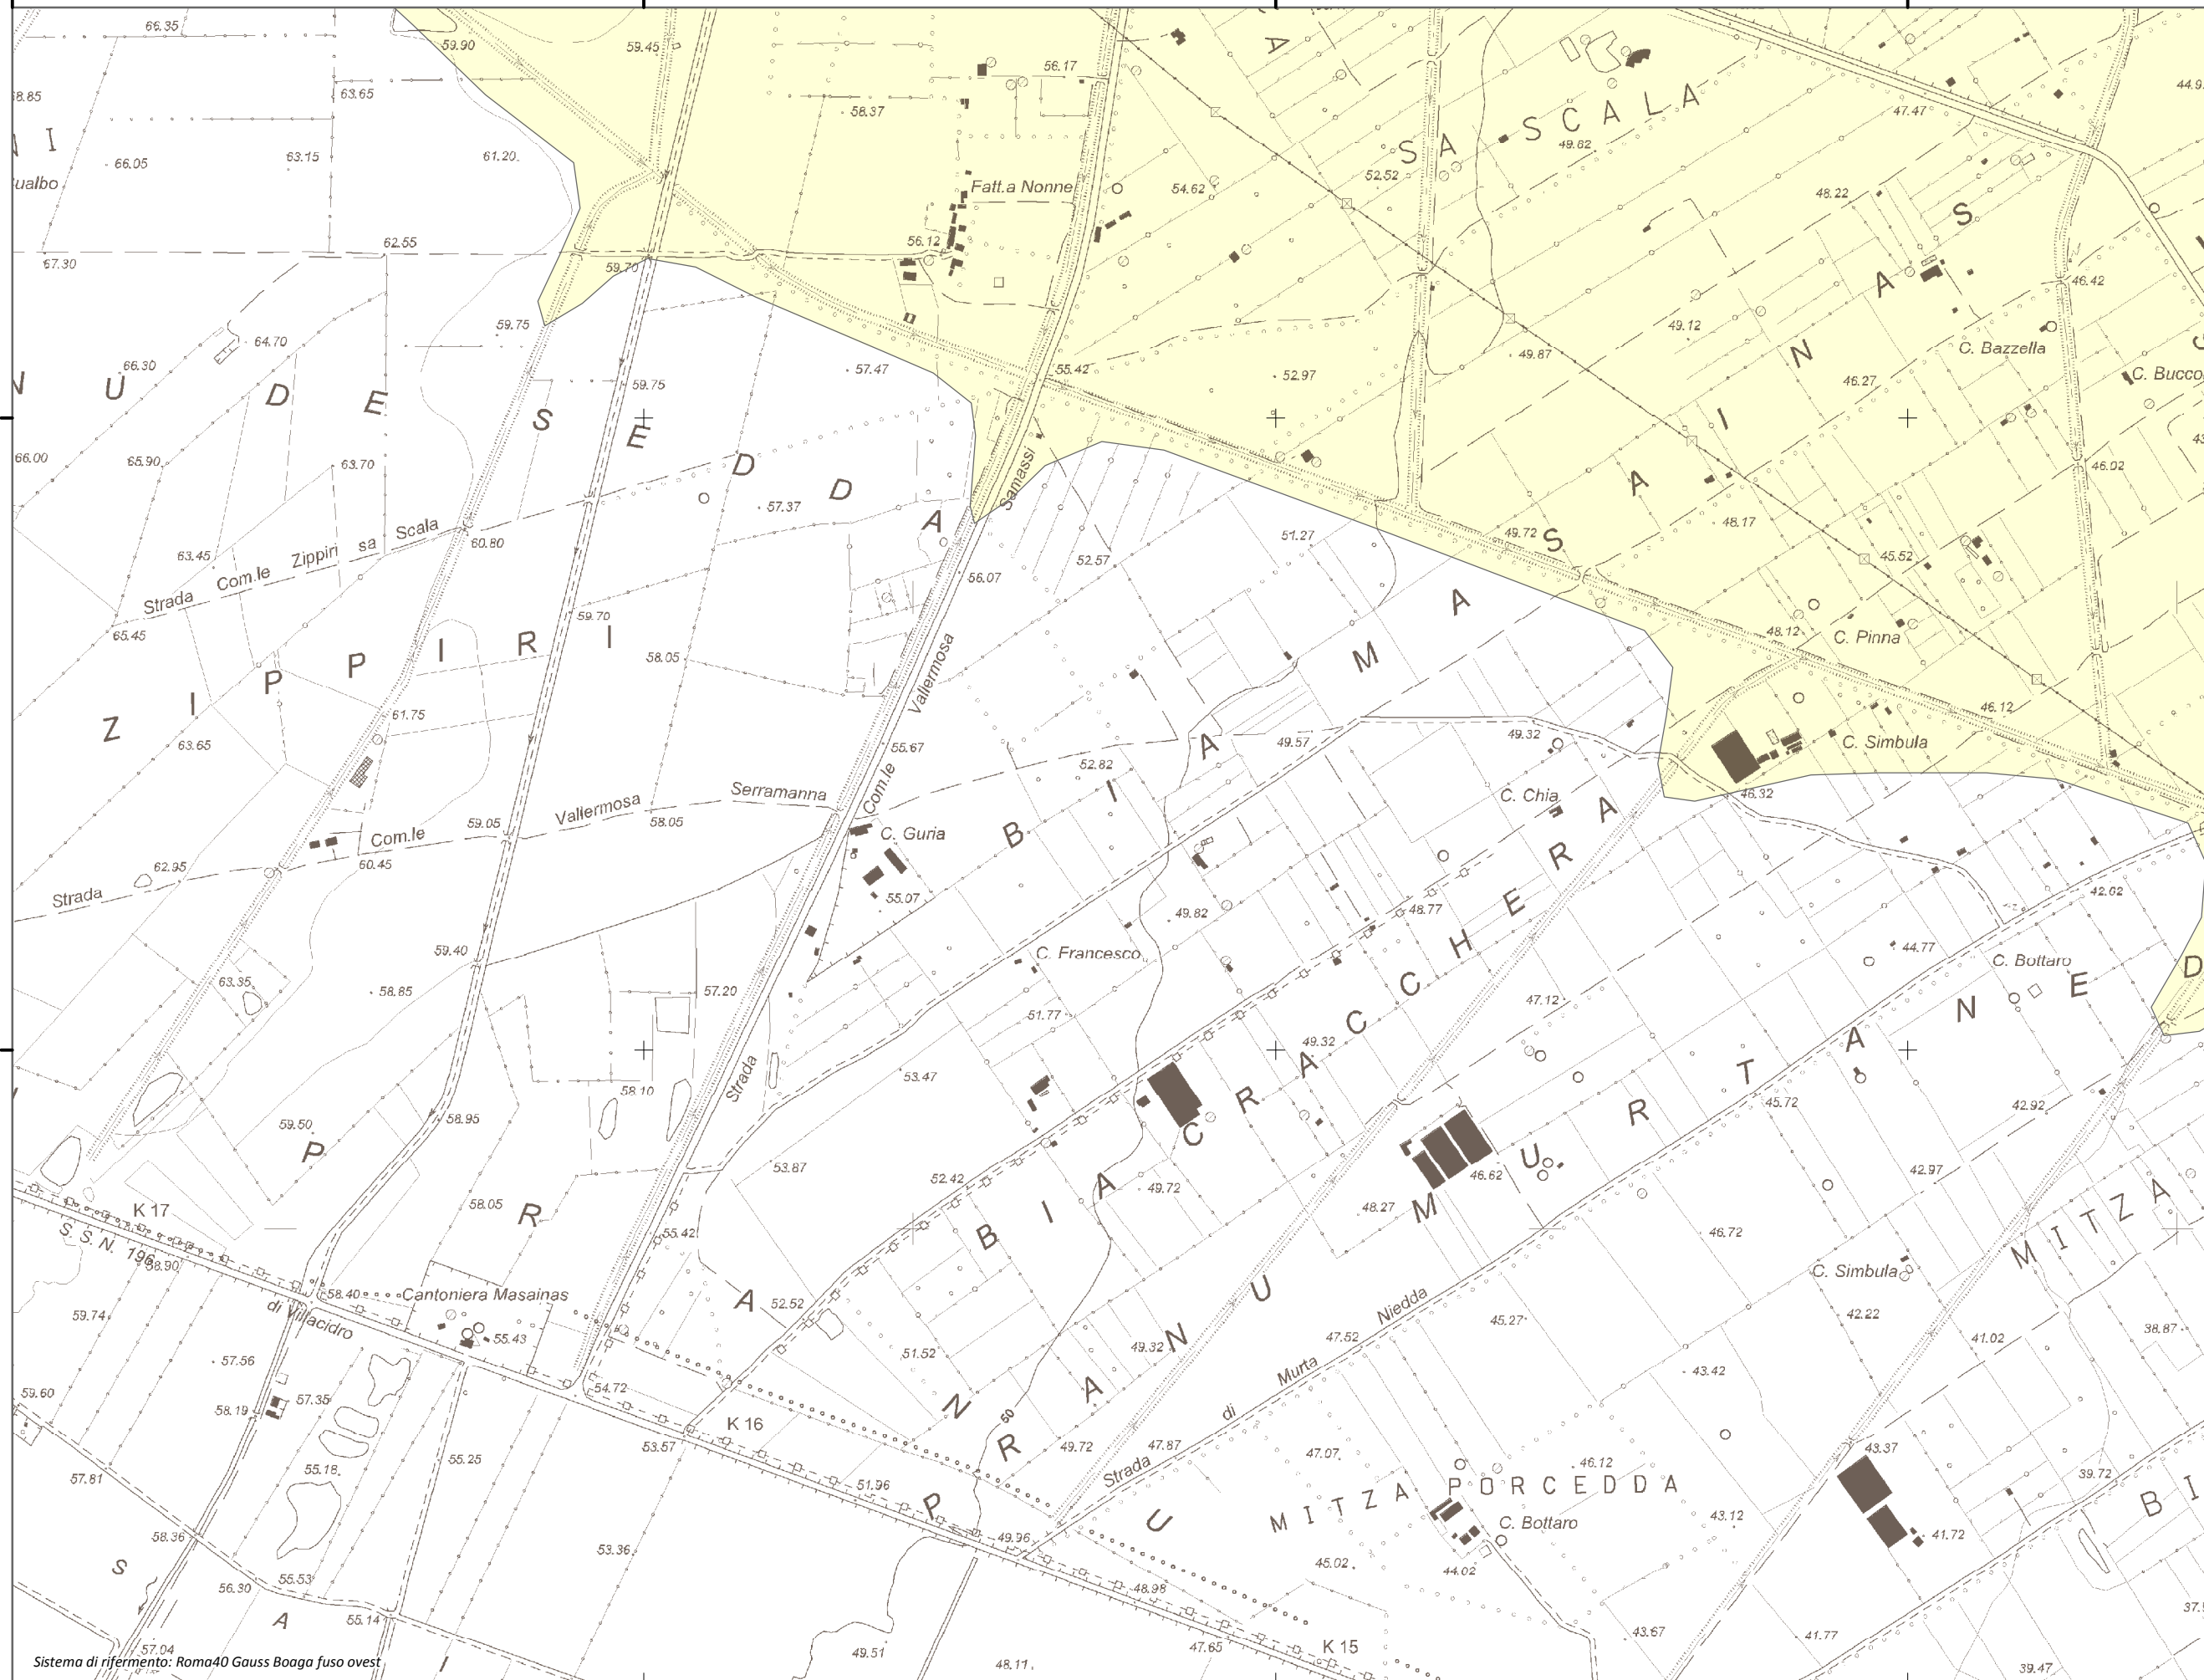 66.35
59.90
59.45
56.17
A
63.65
58.37
47.47
S A S C A L A
49.82
I
66.05
63.15
61.20
ualbo
Fatt.a Nonne
54.62
52.52
48.22
S
62.55
56.12
67.30
59.70
A
46.42
59.75
49.12
64.70
N
C. Bazzella
66.30
57.47
55.42
49.87
52.97
46.27
C. Bucco
59.75
U D E S E D D A
I
66.00
65.90
63.70
Samassi
46.02
57.37
A
48.17
49.72
S
51.27
45.52
Strada Com.le Zippiri sa Scala
63.45
60.80
52.57
56.07
65.45
59.70
A
48.12
C. Pinna
Z I P P I R I
58.05
M
Vallermosa
61.75
46.12
63.65
55.67
A
49.57
49.32
C. Simbula
52.82
Strada Com.le Vallermosa Serramanna
Com.le
I
C. Chia
46.32
59.05
58.05
C. Guria
B
A
62.95
60.45
R
42.62
55.07
49.82
48.77
E
59.40
C. Francesco
H
44.77
C. Bottaro
D
63.35
58.85
57.20
C
47.12
E
51.77
N
C
49.32
A
A
53.47
Strada
58.10
T
R
45.72
42.92
59.50
58.95
R
P
C
53.87
46.62
U
52.42
49.72
A
42.97
K 17
58.05
R
I
48.27
M
S. S. N. 196
55.42
B
46.72
M I T Z A
58.90
di Villacidro
58.40
Cantoniera Masainas
U
C. Simbula
59.74
A
52.52
Niedda
45.27
42.22
55.43
47.52
41.02
38.87
57.56
51.52
49.32
N
Murta
43.42
59.60
57.35
54.72
A
58.19
N
di
K 16
50
53.57
R
49.72
47.87
43.37
55.25
47.07
57.81
55.18
51.96
Strada
46.12
39.72
P
M I T Z A P O R C E D D A
B I
U
C. Bottaro
43.12
58.36
53.36
49.96
41.72
S
45.02
44.02
56.30
55.53
48.98
A
55.14
43.67
41.77
57.04
49.51
47.65
K 15
Sistema di rifermento: Roma40 Gauss Boaga fuso ovest
I
48.11
39.47